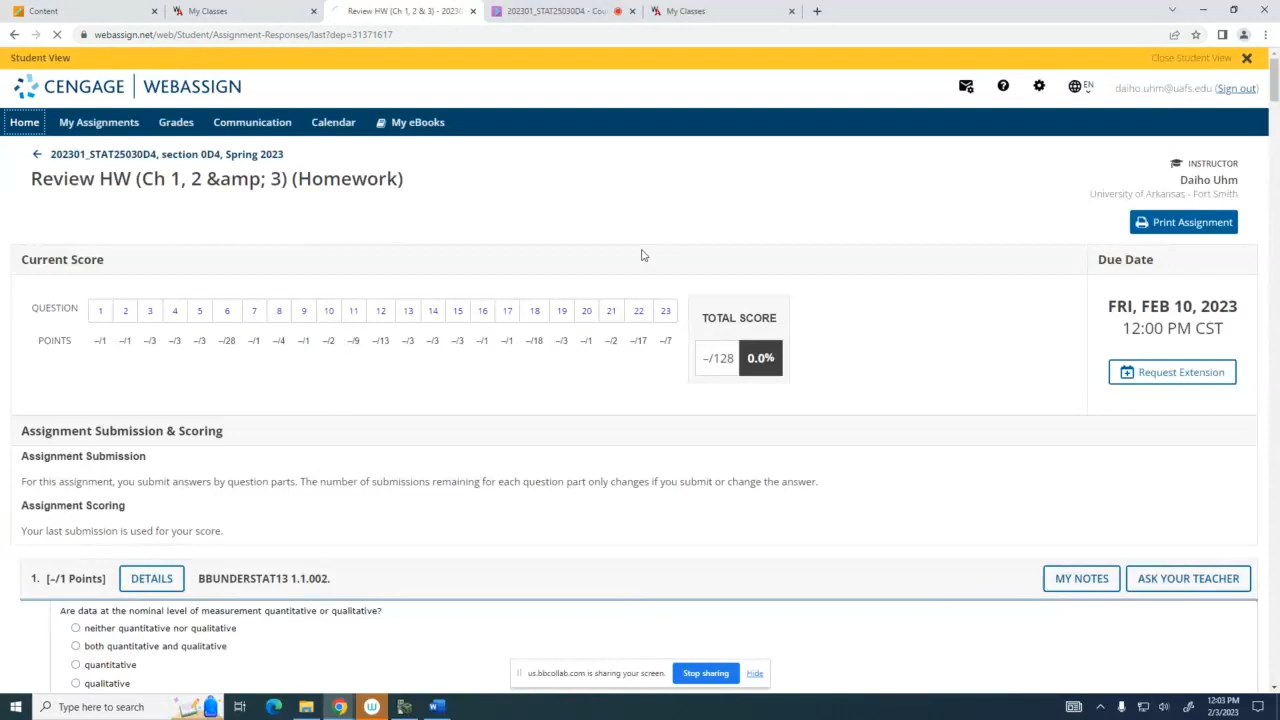 Content
My Classes
Review HW (Ch 1, 2 & 3) - 2023(
202301_STAT25030D4 - Cou
My Classes
webassign.net/web/Student/Assignment-Responses/last?dep=31371617
Student View
Close Student View
CENGAGE | WEBASSIGN
EN
daiho.uhm@uafs.edu (Sign out)
Home
My Assignments
Grades
Communication
Calendar
My eBooks
202301_STAT25030D4, section 0D4, Spring 2023
Review HW (Ch 1, 2 &amp; 3) (Homework)
INSTRUCTOR
Daiho Uhm
University of Arkansas - Fort Smith
Print Assignment
Current Score
Due Date
QUESTION 1 2 3 4 5 6 7 8 9 10 11 12 13 14 15 16 17 18 19 20 21 22 23
POINTS –/1 –/1 –/3 –/3 –/3 –/28 –/1 –/4 –/1 –/2 –/9 –/13 –/3 –/3 –/3 –/1 –/1 –/18 –/3 –/1 –/2 –/17 –/7
TOTAL SCORE
–/128 0.0%
FRI, FEB 10, 2023
12:00 PM CST
Request Extension
Assignment Submission & Scoring
Assignment Submission
For this assignment, you submit answers by question parts. The number of submissions remaining for each question part only changes if you submit or change the answer.
Assignment Scoring
Your last submission is used for your score.
1. [–/1 Points] DETAILS BBUNDERSTAT13 1.1.002. MY NOTES ASK YOUR TEACHER
Are data at the nominal level of measurement quantitative or qualitative?
neither quantitative nor qualitative
both quantitative and qualitative
quantitative
qualitative
us.bbcollab.com is sharing your screen. Stop sharing Hide
Type here to search
12:03 PM
2/3/2023